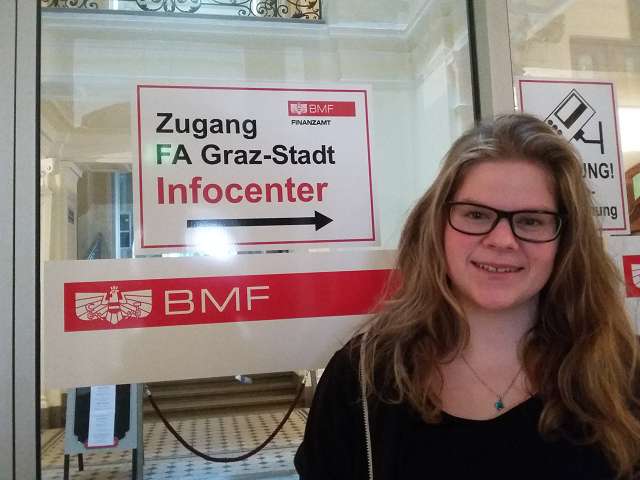 BMF
FINANZAMT
Zugang
FA Graz-Stadt
Infocenter
BMF